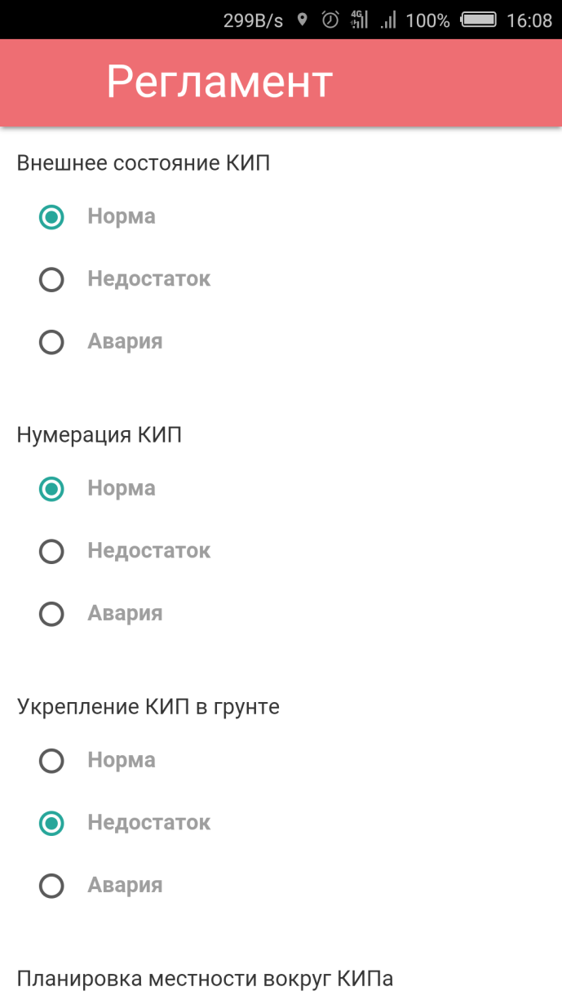 299B/s 4G 100% 16:08
Регламент
Внешнее состояние КИП
Норма
Недостаток
Авария
Нумерация КИП
Норма
Недостаток
Авария
Укрепление КИП в грунте
Норма
Недостаток
Авария
Планировка местности вокруг КИПа